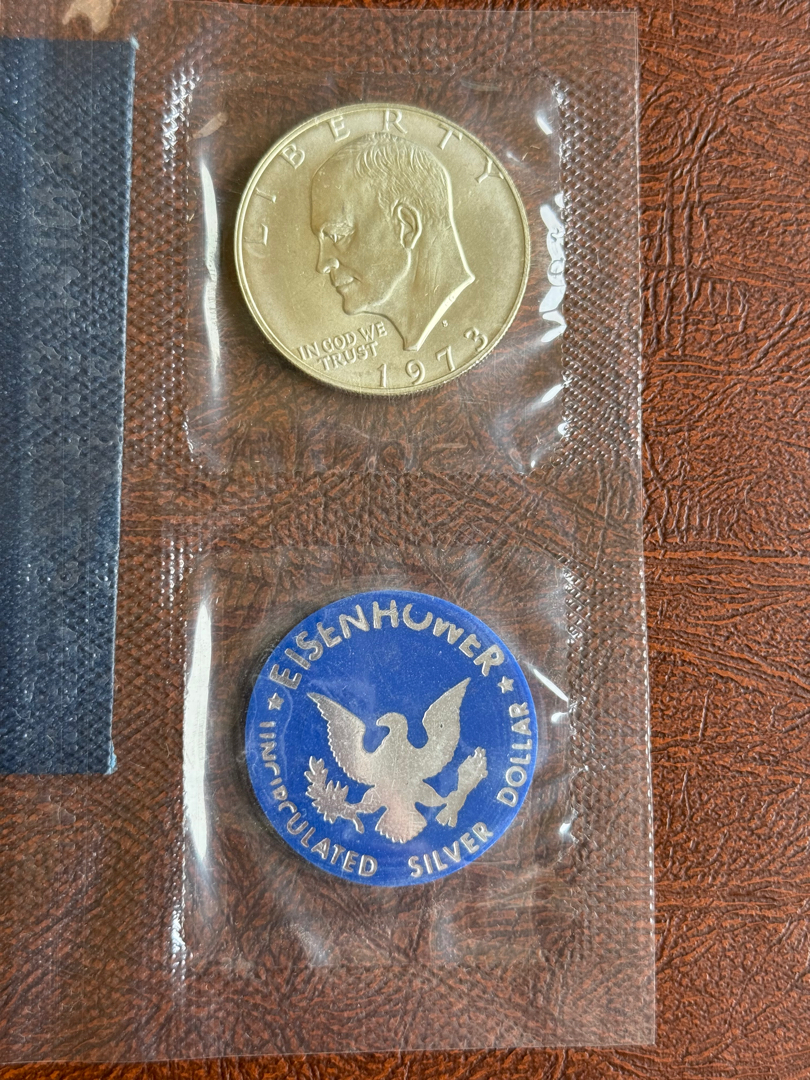 LIBERTY
IN GOD WE
TRUST
S
1973
★ EISENHOWER ★
UNCIRCULATED SILVER DOLLAR